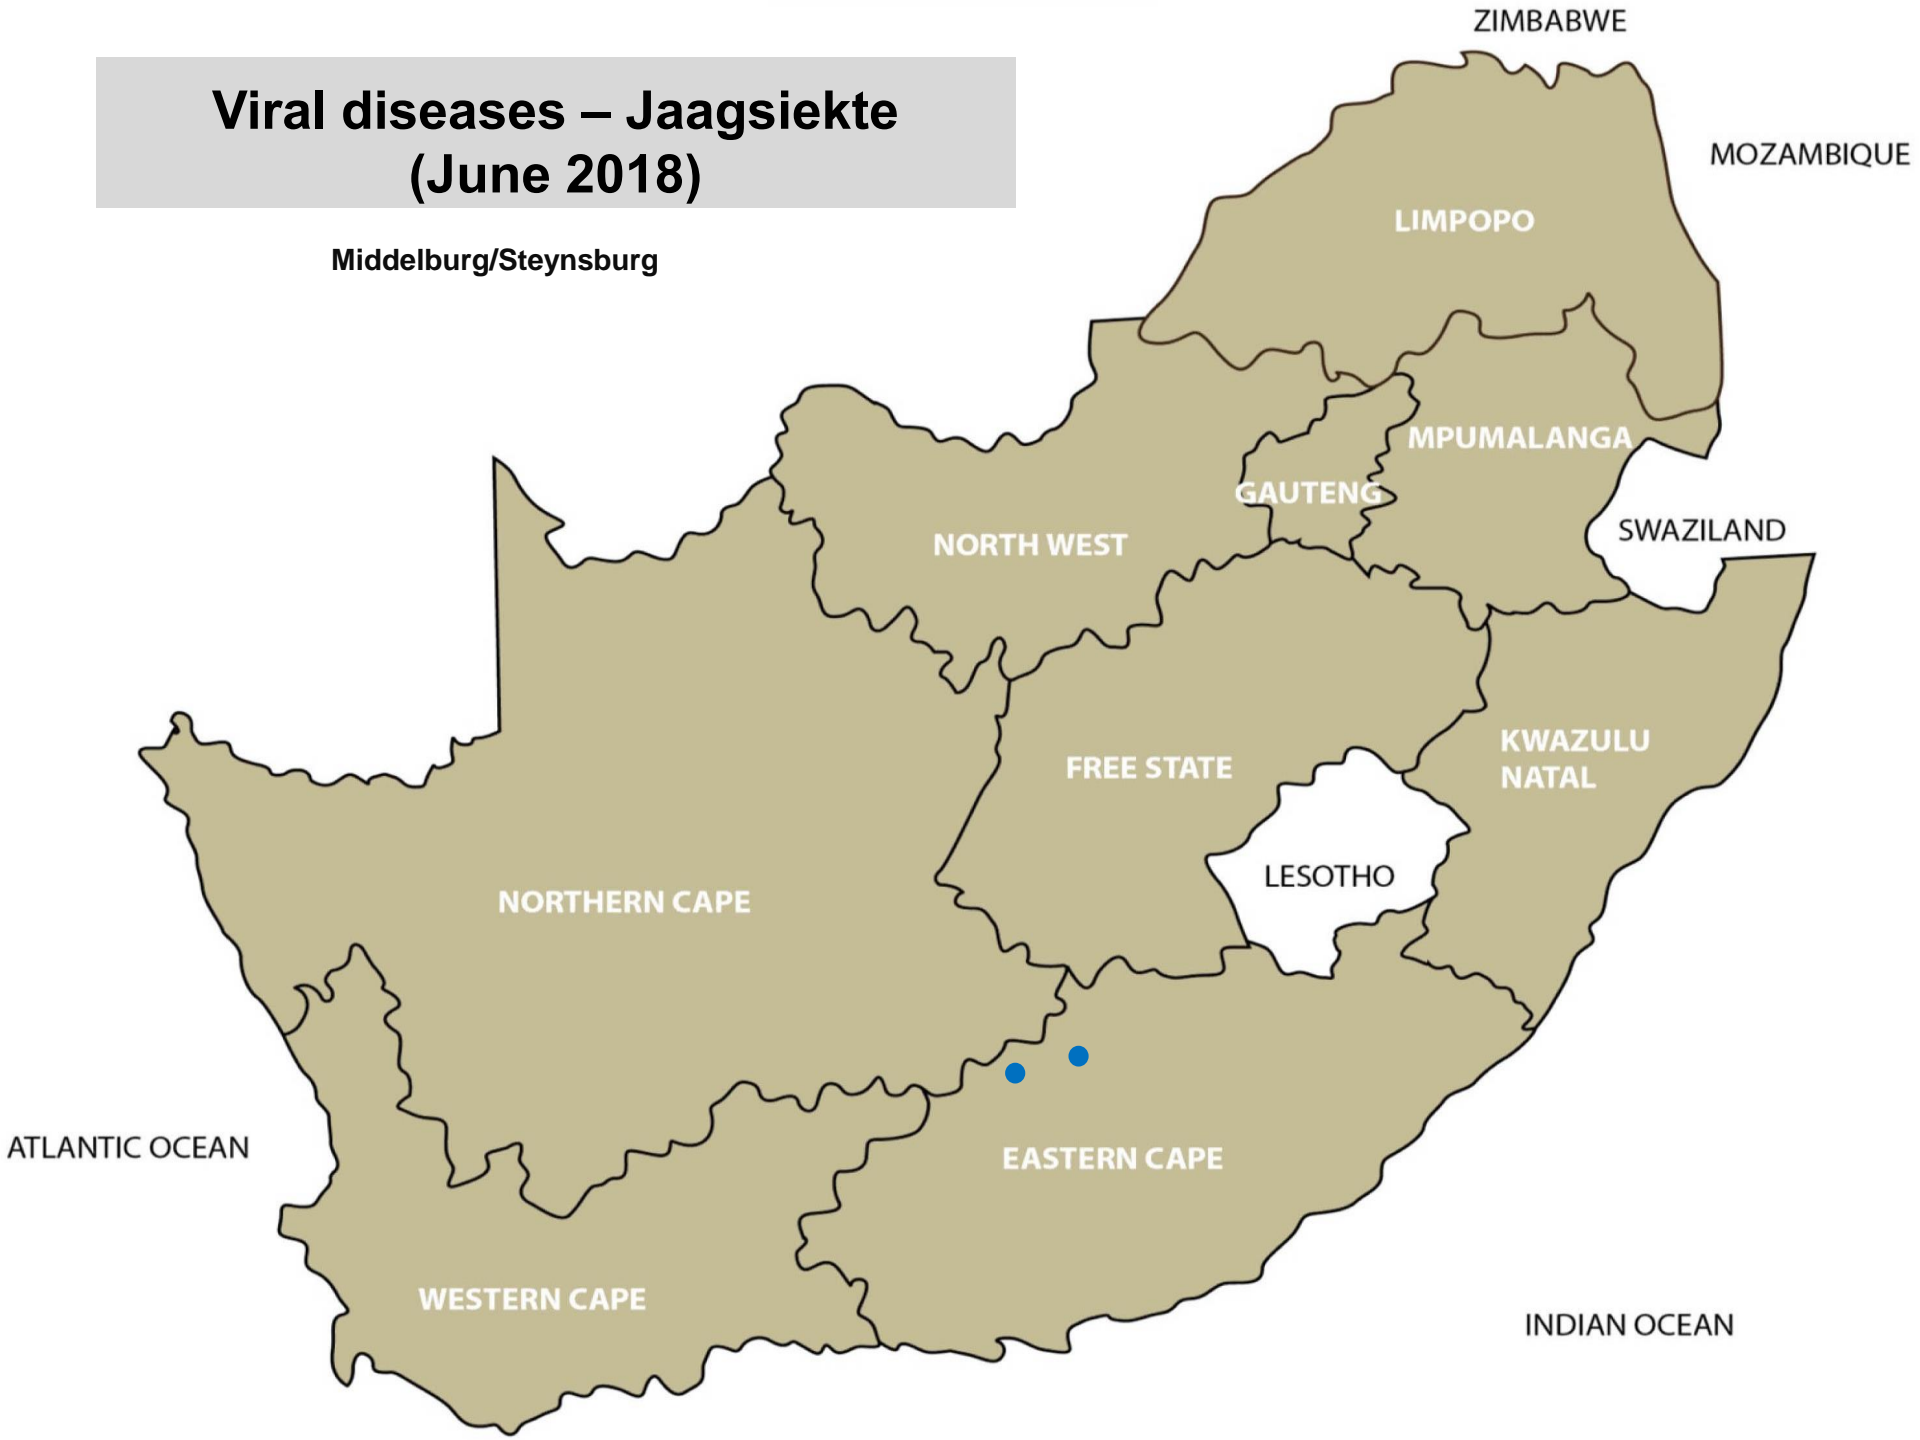 Viral diseases – Jaagsiekte
(June 2018)
Middelburg/Steynsburg
ZIMBABWE
MOZAMBIQUE
LIMPOPO
MPUMALANGA
GAUTENG
SWAZILAND
NORTH WEST
KWAZULU
NATAL
FREE STATE
LESOTHO
NORTHERN CAPE
ATLANTIC OCEAN
EASTERN CAPE
WESTERN CAPE
INDIAN OCEAN